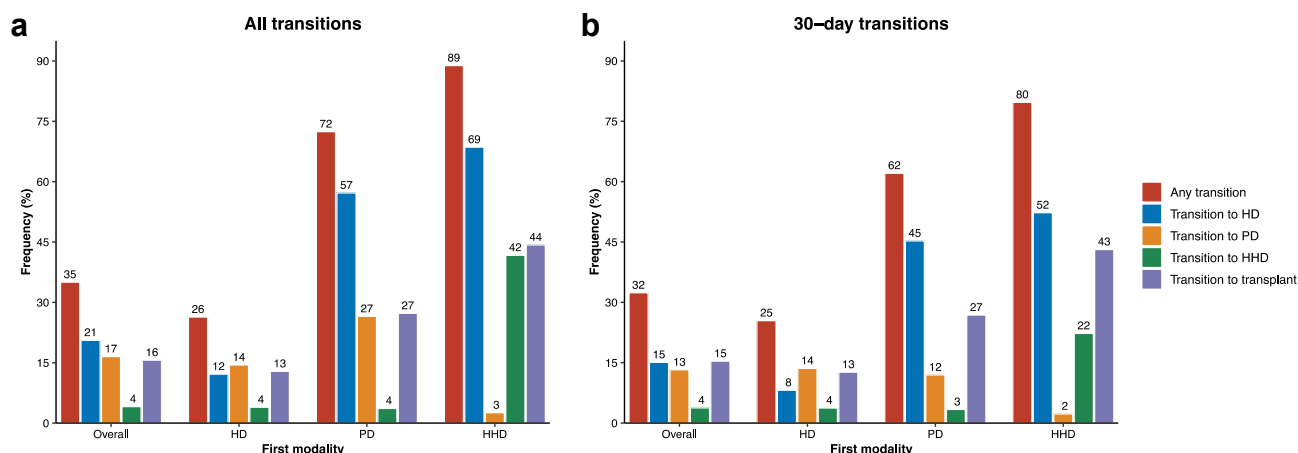 a
All transitions
Frequency (%)
90
75
60
45
30
15
0
35
21
17
4
16
26
12
14
4
13
72
57
27
4
27
89
69
3
42
44
Overall
HD
PD
HHD
First modality
b
30–day transitions
Frequency (%)
90
75
60
45
30
15
0
32
15
13
4
15
25
8
14
4
13
62
45
12
3
27
80
52
2
22
43
Overall
HD
PD
HHD
First modality
Any transition
Transition to HD
Transition to PD
Transition to HHD
Transition to transplant